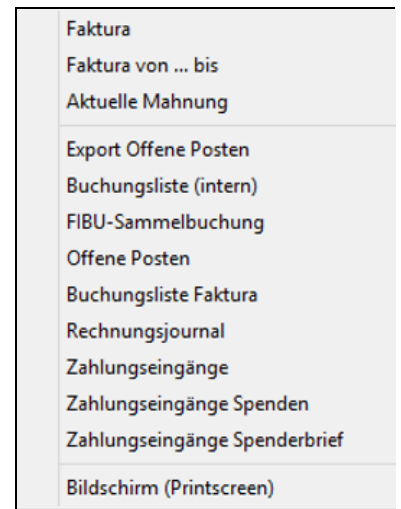 Faktura
Faktura von ... bis
Aktuelle Mahnung
Export Offene Posten
Buchungsliste (intern)
FIBU-Sammelbuchung
Offene Posten
Buchungsliste Faktura
Rechnungsjournal
Zahlungseingänge
Zahlungseingänge Spenden
Zahlungseingänge Spenderbrief
Bildschirm (Printscreen)